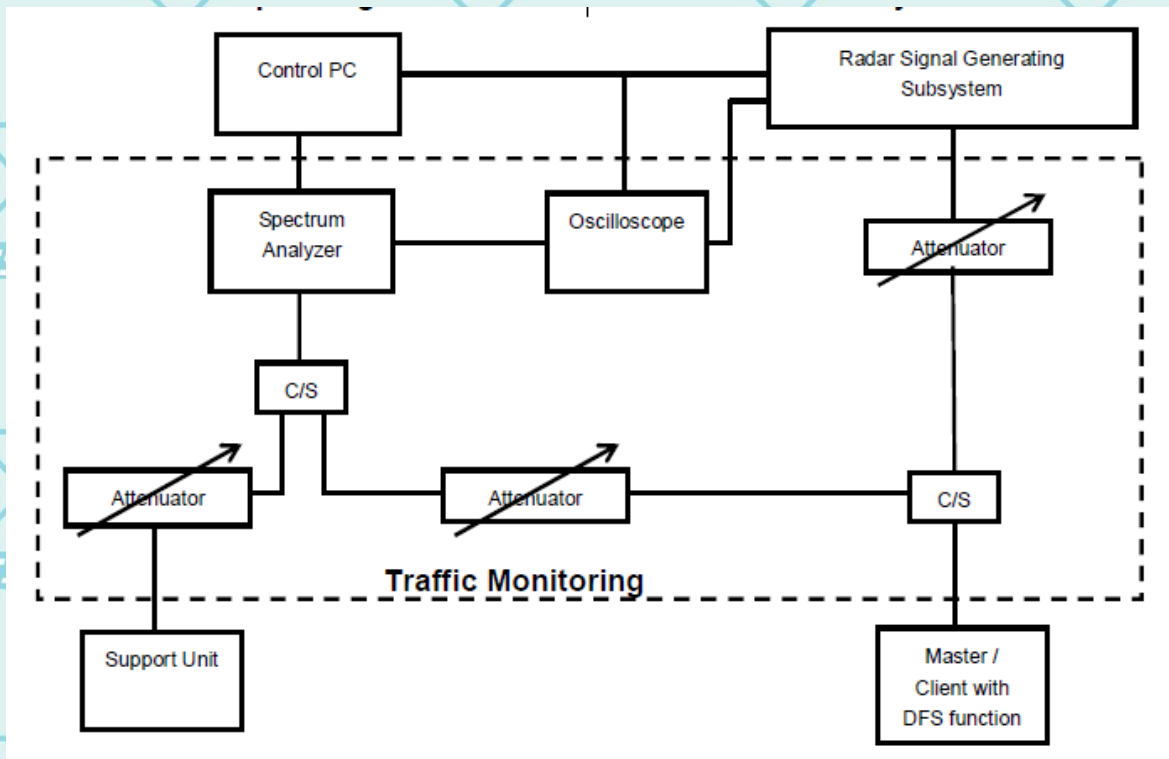 Control PC
Radar Signal Generating
Subsystem
Spectrum
Analyzer
Oscilloscope
Attenuator
C/S
Attenuator
Attenuator
C/S
Traffic Monitoring
Support Unit
Master /
Client with
DFS function